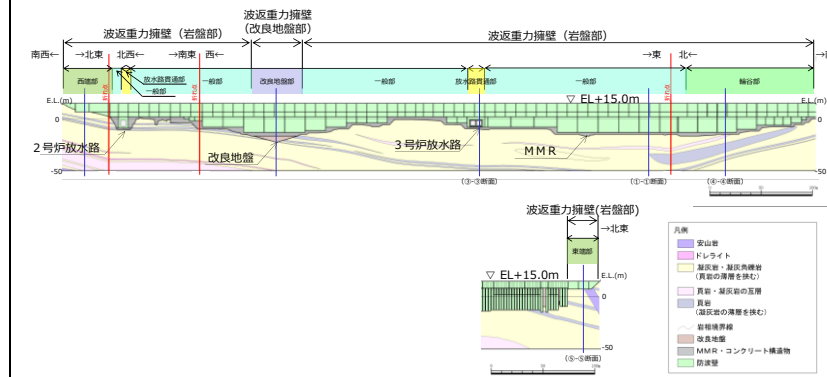 波返重力擁壁（岩盤部）
波返重力擁壁
(改良地盤部)
波返重力擁壁（岩盤部）
南西← →北東 北西← →南東 西← →東 北←
西端部 放水路貫通部 一般部 一般部 改良地盤部 一般部 放水路貫通部 一般部 輪谷部
E.L.(m) ▽ EL+15.0m E.L.(m)
0 0
２号炉放水路 改良地盤 ３号炉放水路 ＭＭＲ
-50 -50
(③-③断面) (①-①断面) (④-④断面)
波返重力擁壁(岩盤部)
→北東
東端部
▽ EL+15.0m E.L.(m)
0
-50
(⑤-⑤断面)
凡例
安山岩
ドレライト
凝灰岩・凝灰角礫岩
(頁岩の薄層を挟む)
頁岩・凝灰岩の互層
頁岩
(凝灰岩の薄層を挟む)
岩相境界線
改良地盤
ＭＭＲ・コンクリート構造物
防波壁